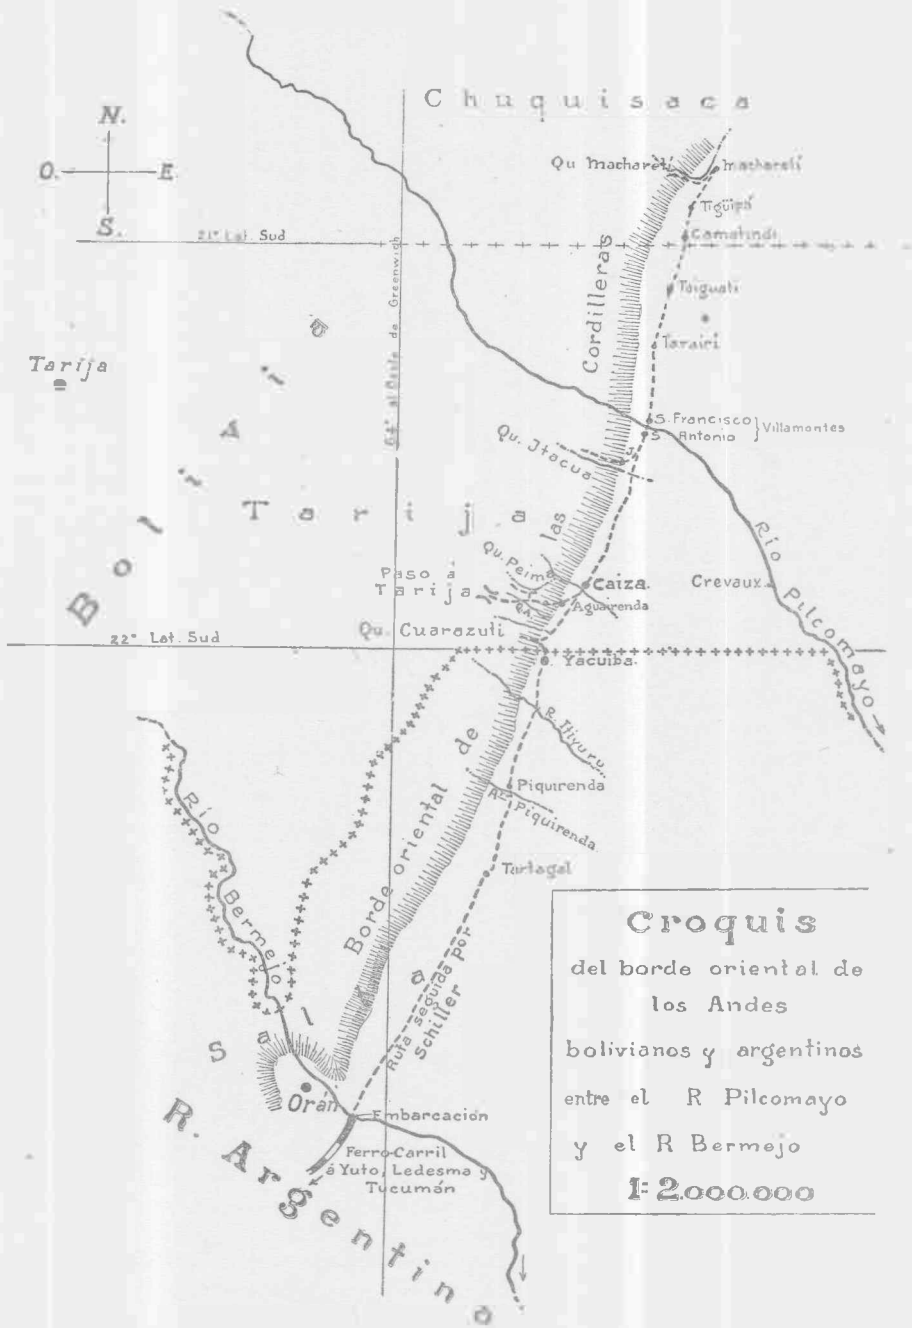 Chuquisaca
N.
O. E.
S.
Qu Macharetí
Macharetí
Tigüipá
Camatindi
21° Lat. Sud
64° al Oeste de Greenwich
Cordilleras
Taiguati
Tarairí
Tarija
S. Francisco
S Antonio
Villamontes
Qu. Itacua
Bolivia
Tarija
las
Río Pilcomayo
Qu. Peima
Paso á
Tarija
Caiza.
Crevaux
Aguairenda
Qu. Cuarazuti
22° Lat. Sud
Yacuiba
de
R. Itiyuru
Piquirenda
Ar. Piquirenda
Borde oriental
Tartagal
Río Bermejo
Ruta seguida por
Schiller
Salta
Orán
Embarcación
Ferro-Carril
á Yuto, Ledesma y
Tucumán
R. Argentina
Croquis
del borde oriental de
los Andes
bolivianos y argentinos
entre el R Pilcomayo
y el R Bermejo
1:2.000.000